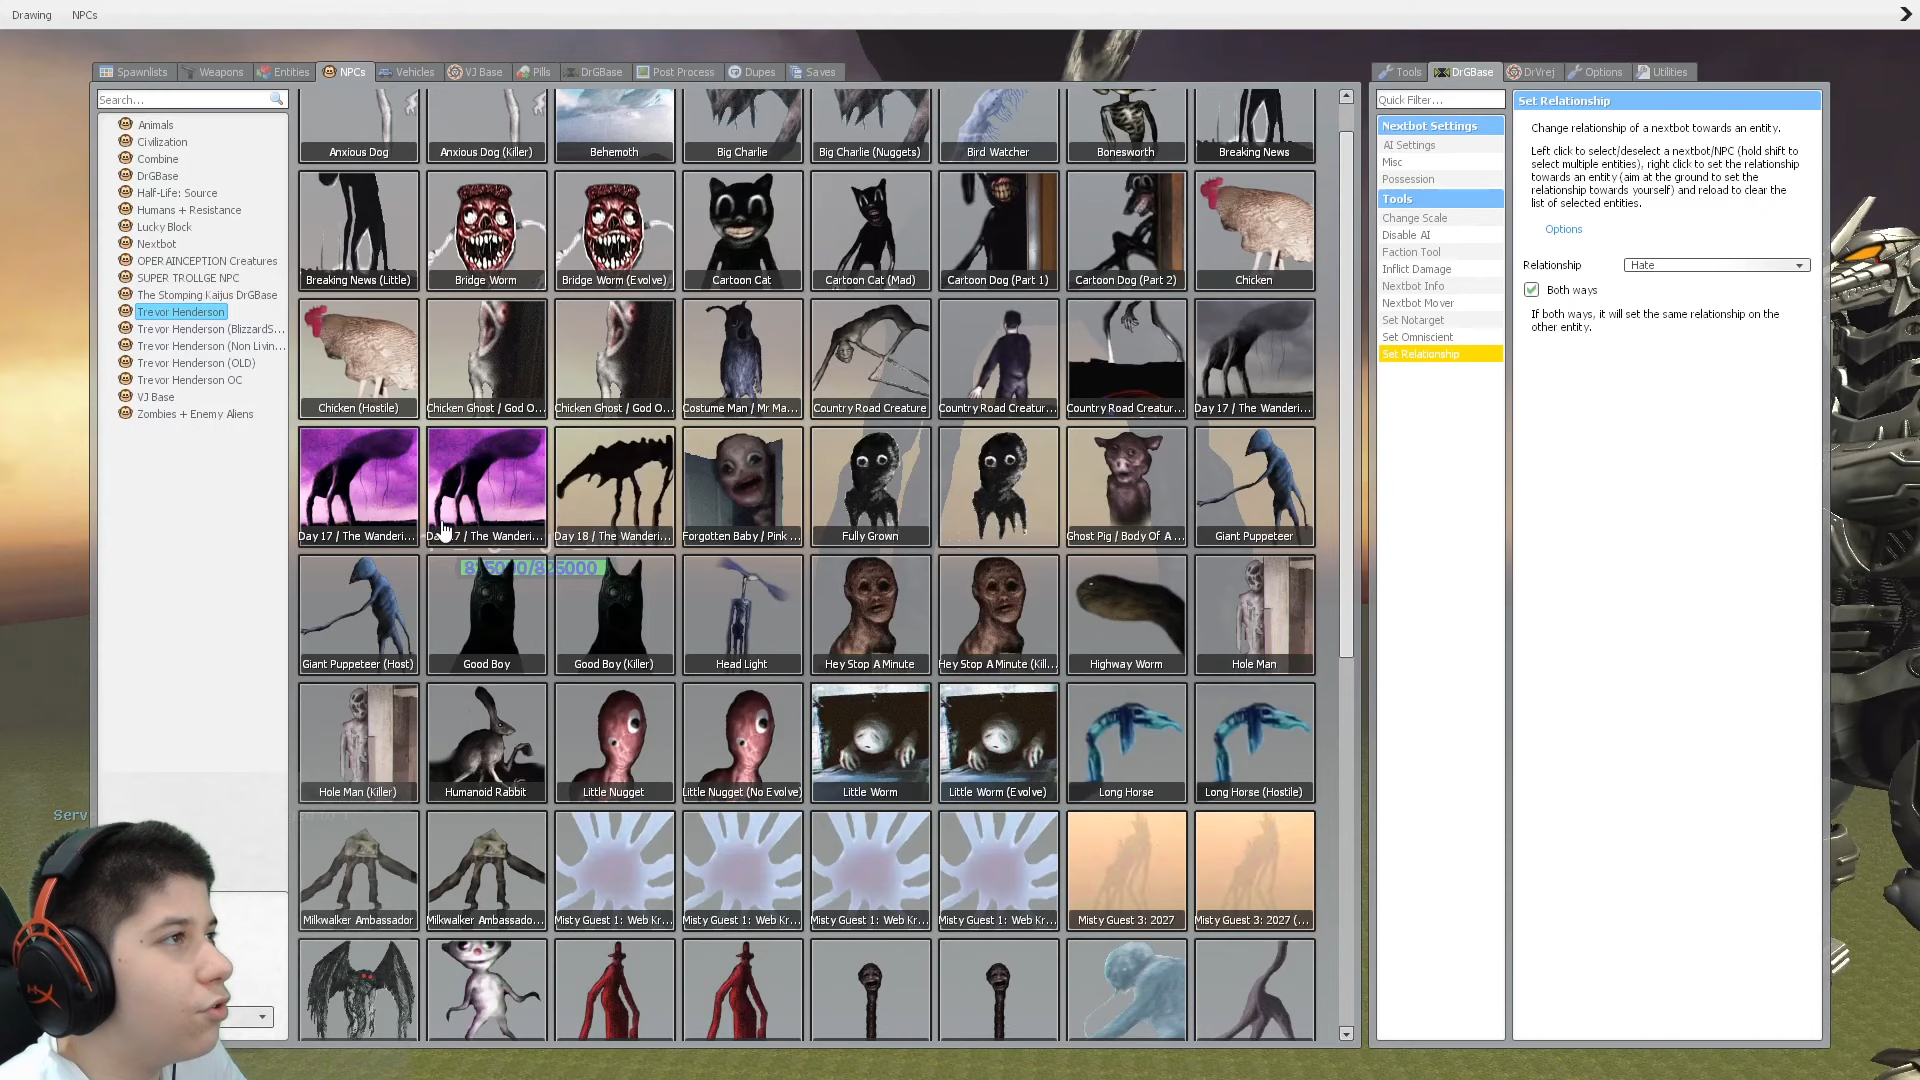 Drawing NPCs
Spawnlists Weapons Entities NPCs Vehicles VJ Base Pills DrGBase Post Process Dupes Saves
Search...
Animals
Civilization
Combine
DrGBase
Half-Life: Source
Humans + Resistance
Lucky Block
Nextbot
OPERAINCEPTION Creatures
SUPER TROLLGE NPC
The Stomping Kaijus DrGBase
Trevor Henderson
Trevor Henderson (BlizzardS...
Trevor Henderson (Non Livin...
Trevor Henderson (OLD)
Trevor Henderson OC
VJ Base
Zombies + Enemy Aliens
Anxious Dog Anxious Dog (Killer) Behemoth Big Charlie Big Charlie (Nuggets) Bird Watcher Bonesworth Breaking News
Breaking News (Little) Bridge Worm Bridge Worm (Evolve) Cartoon Cat Cartoon Cat (Mad) Cartoon Dog (Part 1) Cartoon Dog (Part 2) Chicken
Chicken (Hostile) Chicken Ghost / God O... Chicken Ghost / God O... Costume Man / Mr Ma... Country Road Creature Country Road Creatur... Country Road Creatur... Day 17 / The Wanderi...
Day 17 / The Wanderi... / The Wanderi... Day 18 / The Wanderi... Forgotten Baby / Pink ... Fully Grown Ghost Pig / Body Of A ... Giant Puppeteer
825000/825000
Giant Puppeteer (Host) Good Boy Good Boy (Killer) Head Light Hey Stop A Minute Hey Stop A Minute (Kill... Highway Worm Hole Man
Hole Man (Killer) Humanoid Rabbit Little Nugget Little Nugget (No Evolve) Little Worm Little Worm (Evolve) Long Horse Long Horse (Hostile)
Serv
Milkwalker Ambassador Milkwalker Ambassado... Misty Guest 1: Web Kr... Misty Guest 1: Web Kr... Misty Guest 1: Web Kr... Misty Guest 1: Web Kr... Misty Guest 3: 2027 Misty Guest 3: 2027 (...
Tools DrGBase DrVrej Options Utilities
Quick Filter...
Nextbot Settings
AI Settings
Misc
Possession
Tools
Change Scale
Disable AI
Faction Tool
Inflict Damage
Nextbot Info
Nextbot Mover
Set Notarget
Set Omniscient
Set Relationship
Set Relationship
Change relationship of a nextbot towards an entity.
Left click to select/deselect a nextbot/NPC (hold shift to
select multiple entities), right click to set the relationship
towards an entity (aim at the ground to set the
relationship towards yourself) and reload to clear the
list of selected entities.
Options
Relationship Hate
Both ways
If both ways, it will set the same relationship on the
other entity.